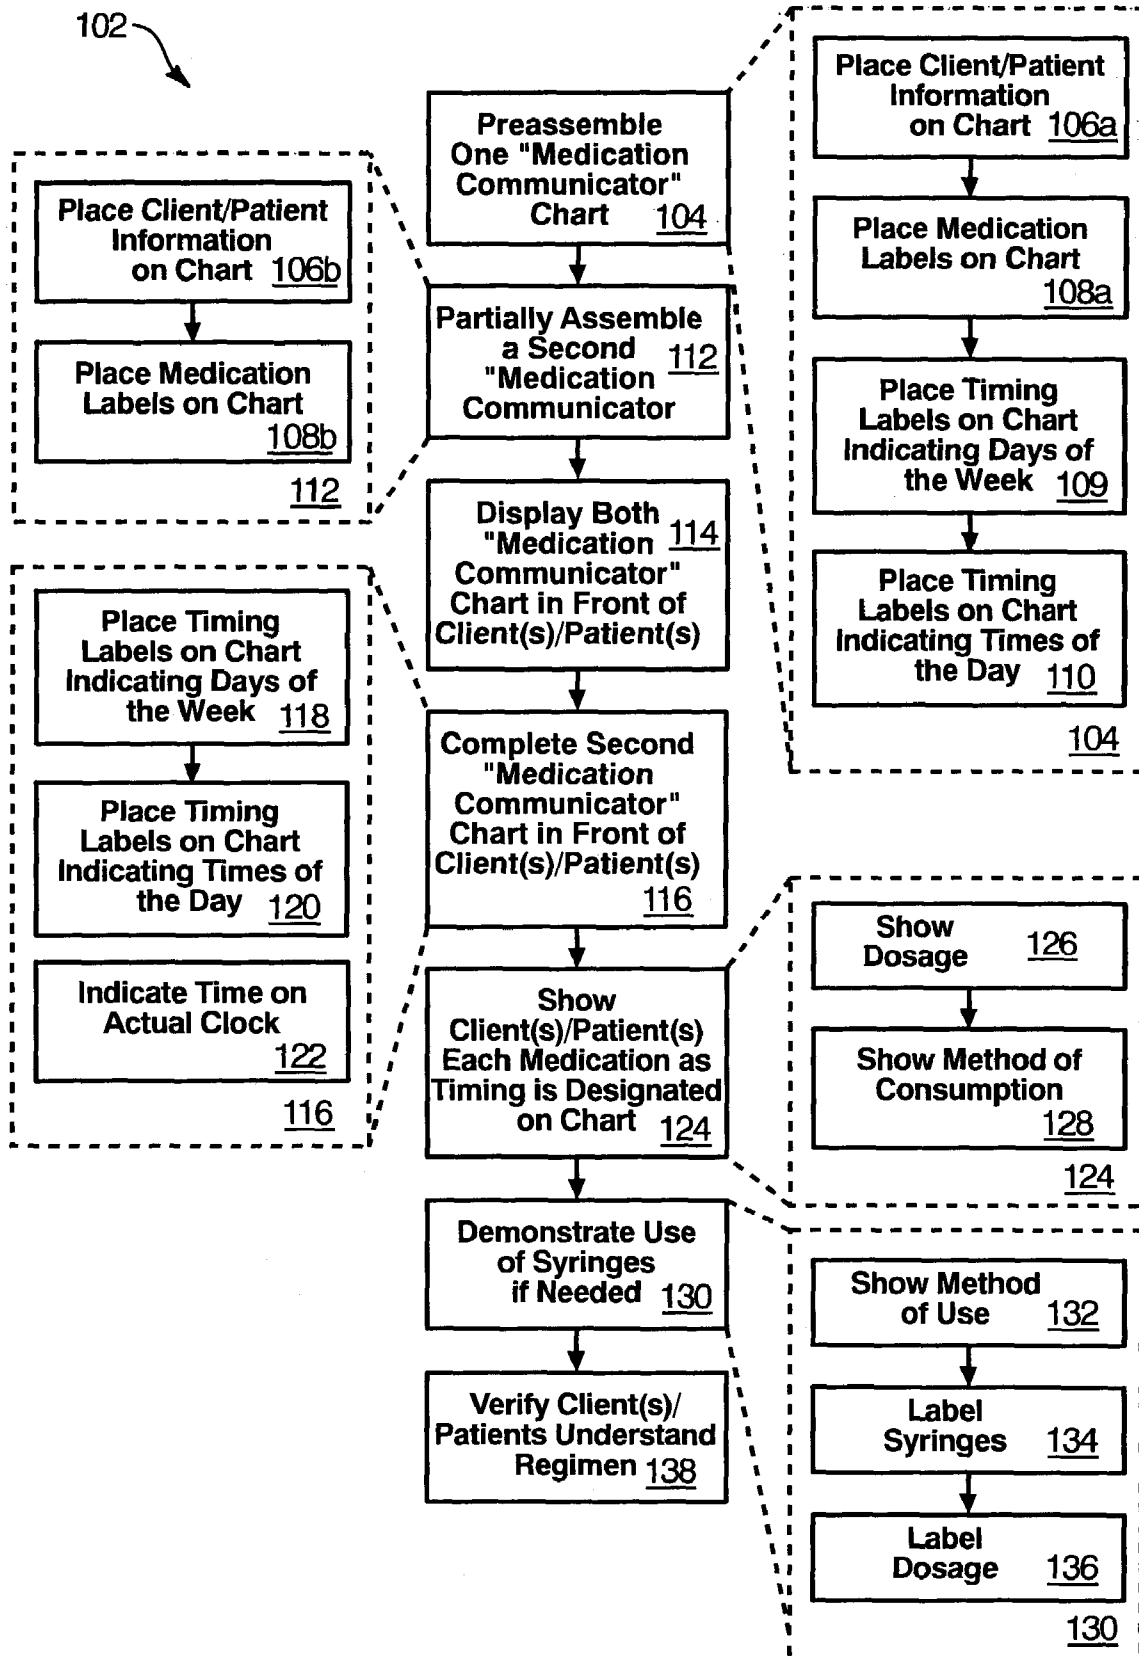 102
Preassemble
One "Medication
Communicator"
Chart 104
Partially Assemble
a Second 112
"Medication
Communicator
Display Both
"Medication 114
Communicator"
Chart in Front of
Client(s)/Patient(s)
Complete Second
"Medication
Communicator"
Chart in Front of
Client(s)/Patient(s)
116
Show
Client(s)/Patient(s)
Each Medication as
Timing is Designated
on Chart 124
Demonstrate Use
of Syringes
if Needed 130
Verify Client(s)/
Patients Understand
Regimen 138
Place Client/Patient
Information
on Chart 106b
Place Medication
Labels on Chart
108b
112
Place Timing
Labels on Chart
Indicating Days of
the Week 118
Place Timing
Labels on Chart
Indicating Times of
the Day 120
Indicate Time on
Actual Clock
122
116
Place Client/Patient
Information
on Chart 106a
Place Medication
Labels on Chart
108a
Place Timing
Labels on Chart
Indicating Days of
the Week 109
Place Timing
Labels on Chart
Indicating Times of
the Day 110
104
Show
Dosage 126
Show Method of
Consumption
128
124
Show Method
of Use 132
Label
Syringes 134
Label
Dosage 136
130